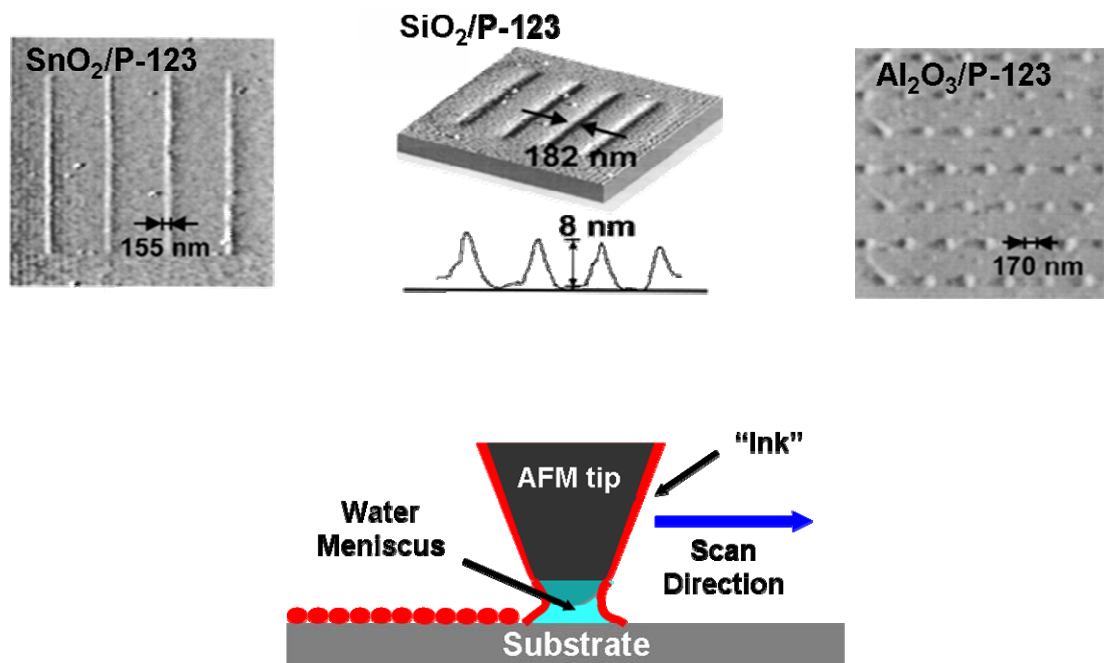 SnO₂/P-123
SiO₂/P-123
Al₂O₃/P-123
155 nm
182 nm
8 nm
170 nm
AFM tip
“Ink”
Water
Meniscus
Scan
Direction
Substrate